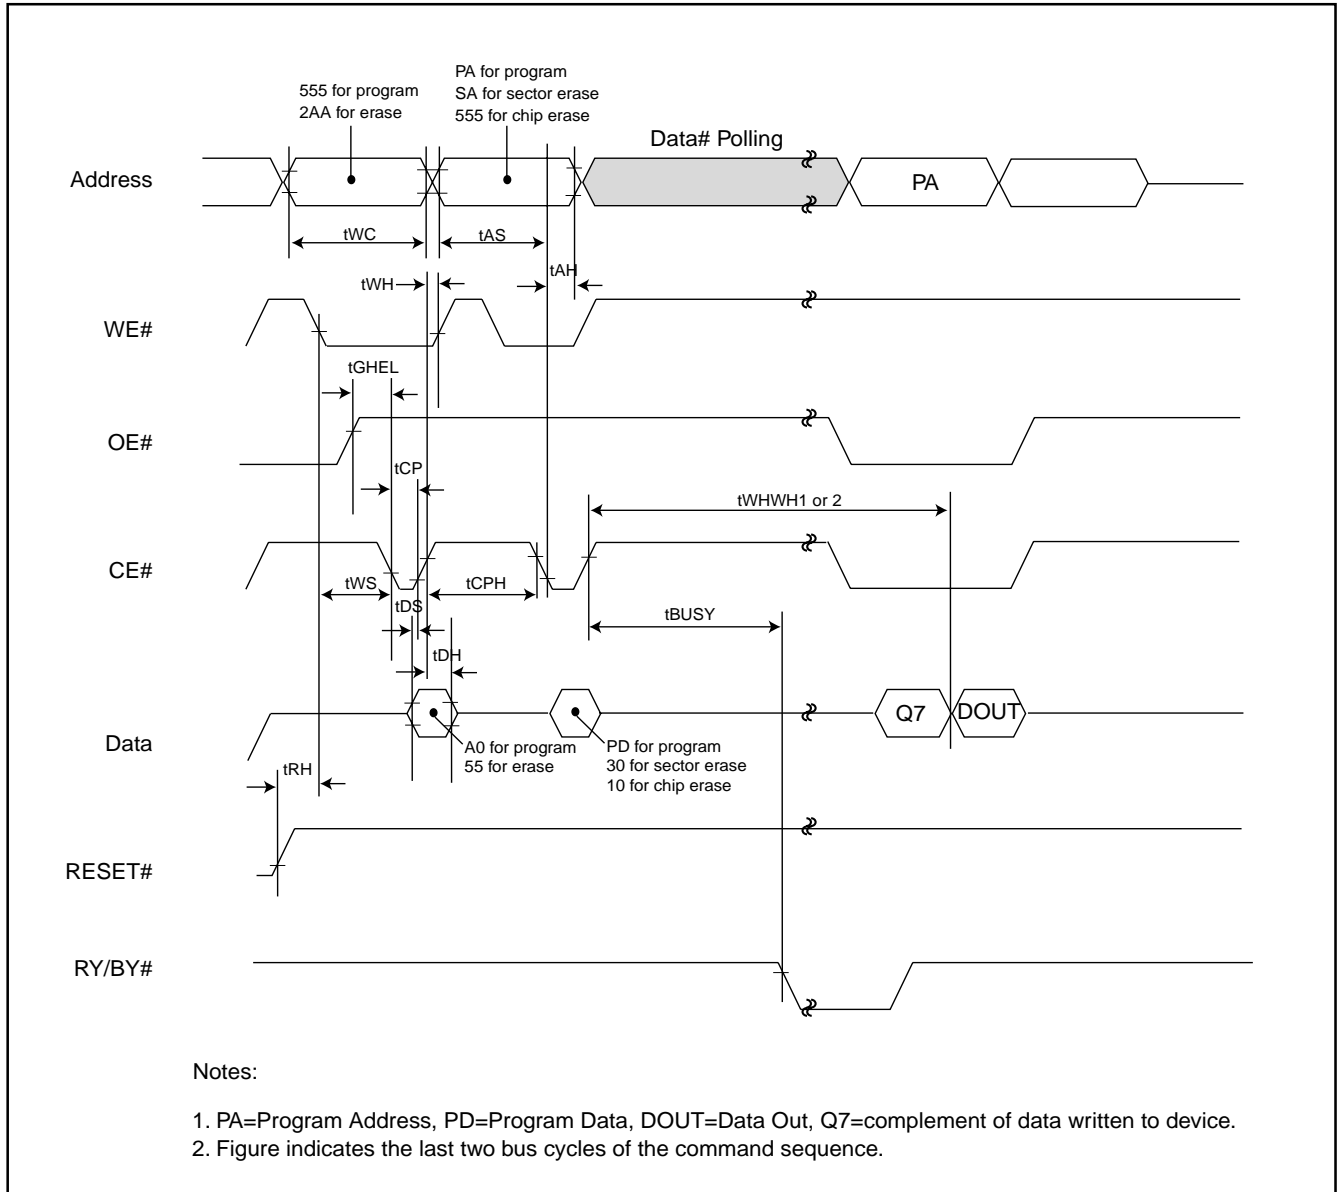 555 for program
2AA for erase
PA for program
SA for sector erase
555 for chip erase
Data# Polling
Address
PA
tWC
tAS
tAH
tWH
WE#
tGHEL
OE#
tCP
tWHWH1 or 2
CE#
tWS
tCPH
tDS
tBUSY
tDH
Q7
DOUT
Data
A0 for program
55 for erase
PD for program
30 for sector erase
10 for chip erase
tRH
RESET#
RY/BY#
Notes:
1. PA=Program Address, PD=Program Data, DOUT=Data Out, Q7=complement of data written to device.
2. Figure indicates the last two bus cycles of the command sequence.